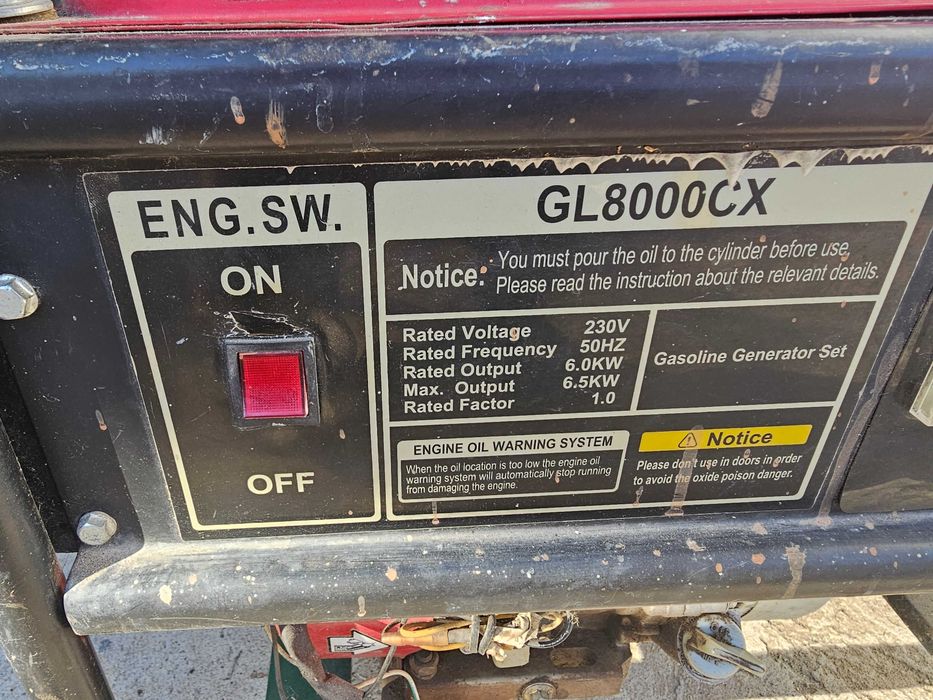 ENG.SW.
ON
OFF
GL8000CX
Notice:
You must pour the oil to the cylinder before use,
Please read the instruction about the relevant details.
Rated Voltage 230V
Rated Frequency 50HZ
Rated Output 6.0KW
Max. Output 6.5KW
Rated Factor 1.0
Gasoline Generator Set
ENGINE OIL WARNING SYSTEM
When the oil location is too low the engine oil
warning system will automatically stop running
from damaging the engine.
Notice
Please don't use in doors in order
to avoid the oxide poison danger.